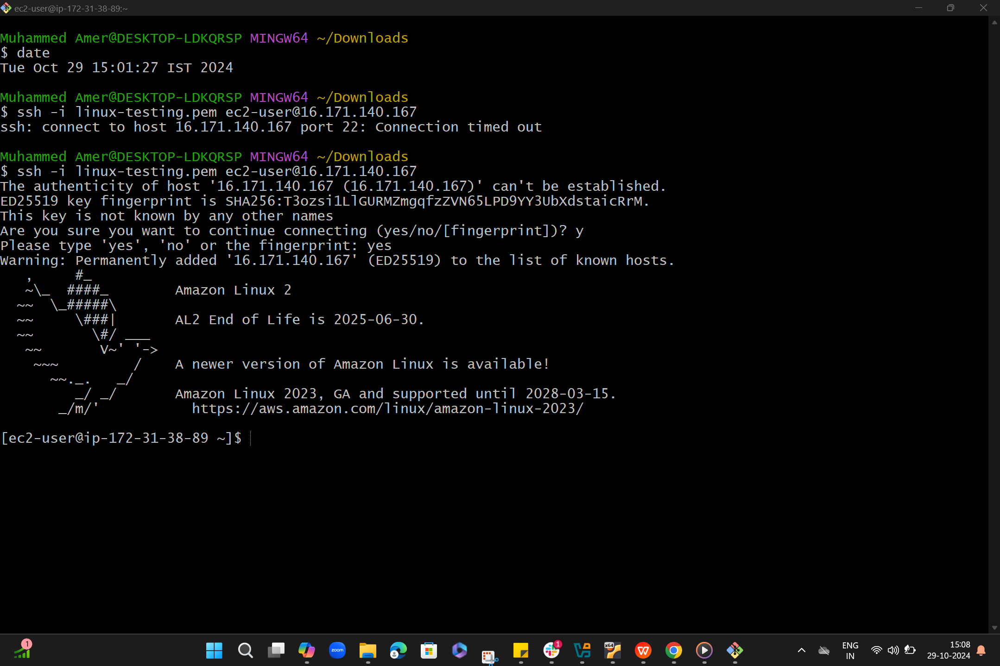 ec2-user@ip-172-31-38-89:~
Muhammed Amer@DESKTOP-LDKQRSP MINGW64 ~/Downloads
$ date
Tue Oct 29 15:01:27 IST 2024
Muhammed Amer@DESKTOP-LDKQRSP MINGW64 ~/Downloads
$ ssh -i linux-testing.pem ec2-user@16.171.140.167
ssh: connect to host 16.171.140.167 port 22: Connection timed out
Muhammed Amer@DESKTOP-LDKQRSP MINGW64 ~/Downloads
$ ssh -i linux-testing.pem ec2-user@16.171.140.167
The authenticity of host '16.171.140.167 (16.171.140.167)' can't be established.
ED25519 key fingerprint is SHA256:T3ozsi1LlGURMZmgqfzZVN65LPD9YY3UbXdstaicRrM.
This key is not known by any other names
Are you sure you want to continue connecting (yes/no/[fingerprint])? y
Please type 'yes', 'no' or the fingerprint: yes
Warning: Permanently added '16.171.140.167' (ED25519) to the list of known hosts.
   ,     #_
   ~\_  ####_        Amazon Linux 2
  ~~  \_#####\
  ~~     \###|       AL2 End of Life is 2025-06-30.
  ~~       \#/ ___
   ~~       V~' '->
    ~~~         /    A newer version of Amazon Linux is available!
      ~~._.   _/
         _/ _/       Amazon Linux 2023, GA and supported until 2028-03-15.
       _/m/'           https://aws.amazon.com/linux/amazon-linux-2023/
[ec2-user@ip-172-31-38-89 ~]$
1
zoom
1
x64
ENG
IN
15:08
29-10-2024